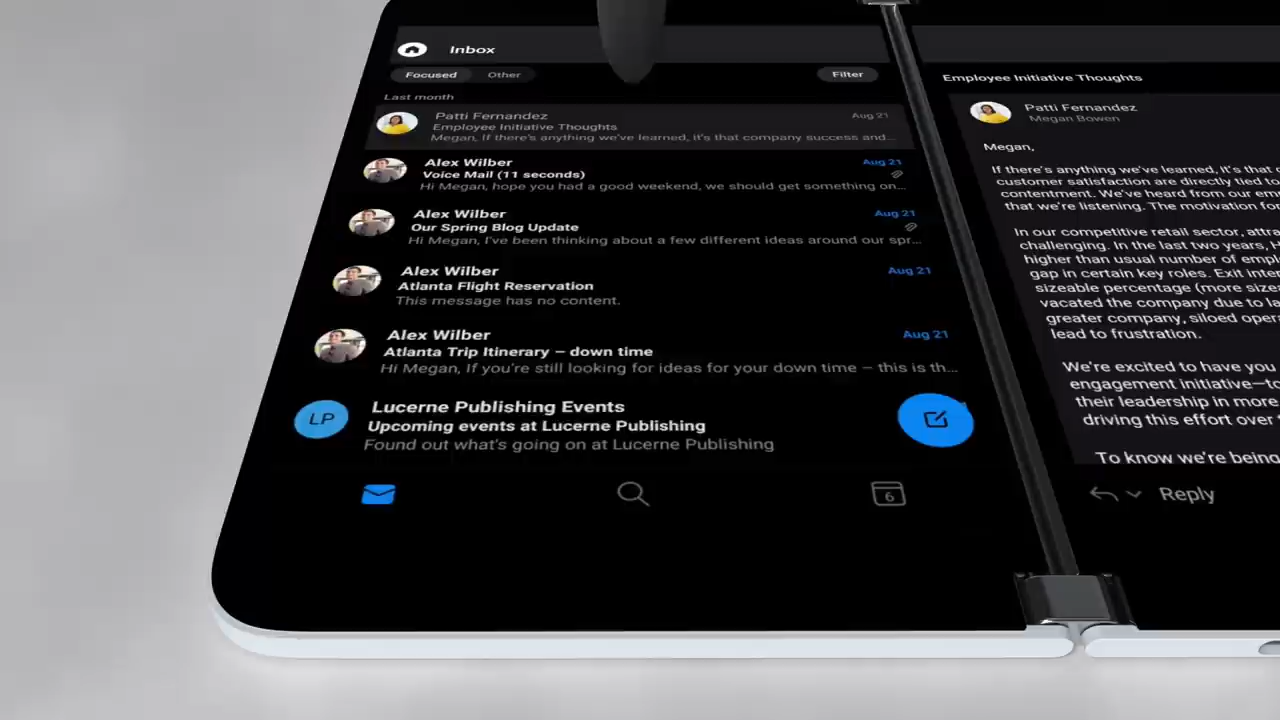 Inbox
Focused
Other
Filter
Last month
Patti Fernandez
Aug 21
Employee Initiative Thoughts
Megan, If there's anything we've learned, it's that company success and...
Alex Wilber
Aug 21
Voice Mail (11 seconds)
Hi Megan, hope you had a good weekend, we should get something on...
Alex Wilber
Aug 21
Our Spring Blog Update
Hi Megan, I've been thinking about a few different ideas around our spr...
Alex Wilber
Aug 21
Atlanta Flight Reservation
This message has no content.
Alex Wilber
Aug 21
Atlanta Trip Itinerary – down time
Hi Megan, If you're still looking for ideas for your down time – this is th...
LP
Lucerne Publishing Events
Upcoming events at Lucerne Publishing
Found out what's going on at Lucerne Publishing
6
Employee Initiative Thoughts
Patti Fernandez
Megan Bowen
Megan,
If there's anything we've learned, it's that
customer satisfaction are directly tied to
contentment. We've heard from our
that we're listening. The motivation for
In our competitive retail sector,
challenging. In the last two years,
higher than usual number of
gap in certain key roles. Exit
sizeable percentage (more
vacated the company due to
greater company, siloed
lead to frustration.
We're excited to have you
engagement initiative—to
their leadership in more
driving this effort over
To know we're being
Reply